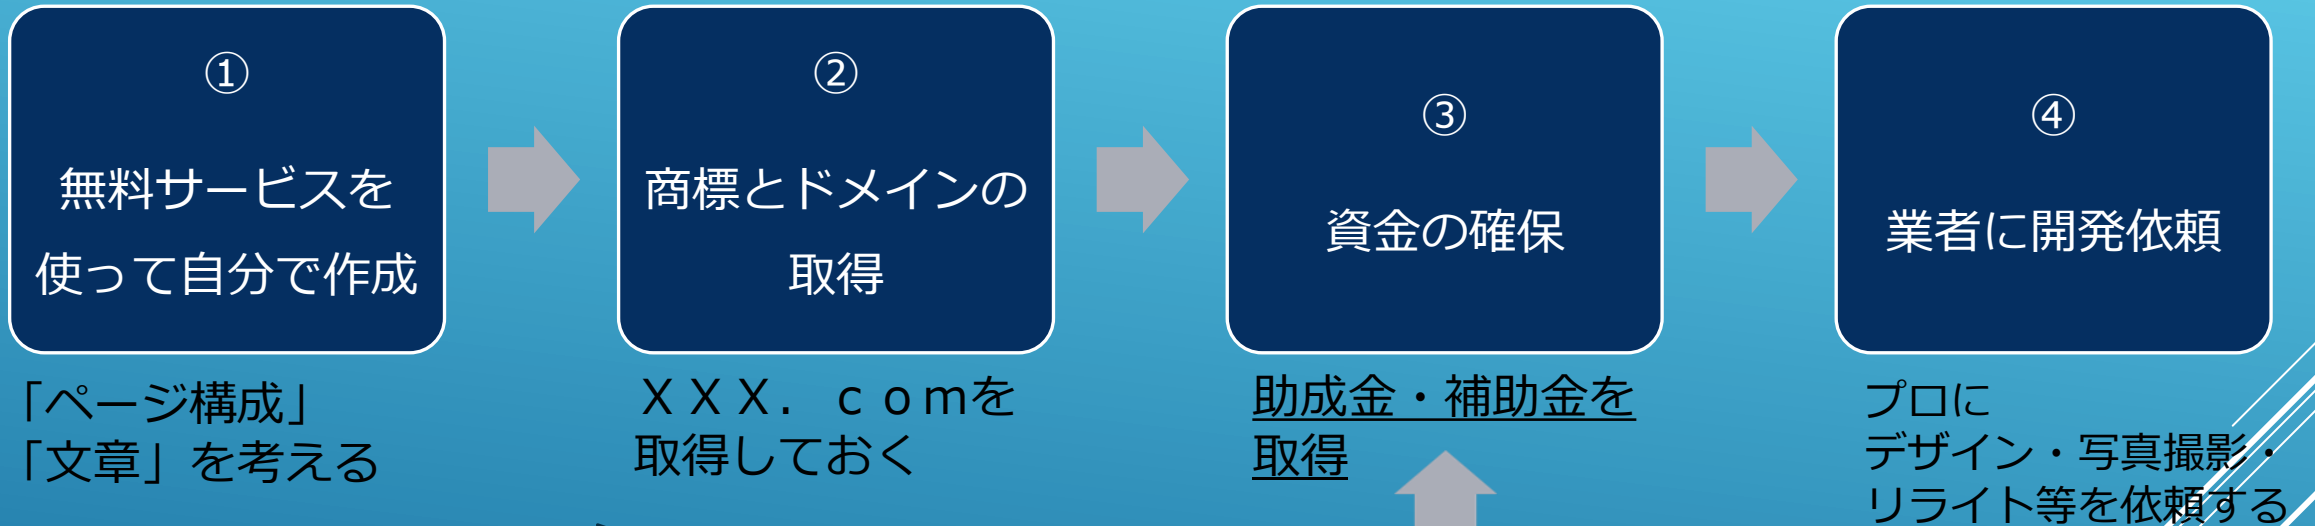 ①
無料サービスを
使って自分で作成
「ページ構成」
「文章」を考える
②
商標とドメインの
取得
ＸＸＸ．ｃｏｍを
取得しておく
③
資金の確保
助成金・補助金を
取得
④
業者に開発依頼
プロに
デザイン・写真撮影・
リライト等を依頼する